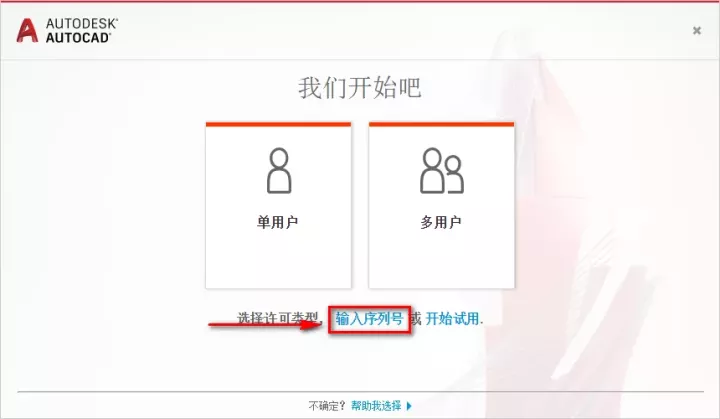 AUTODESK®
AUTOCAD®
我们开始吧
单用户
多用户
选择许可类型，输入序列号 或 开始试用.
不确定？帮助我选择